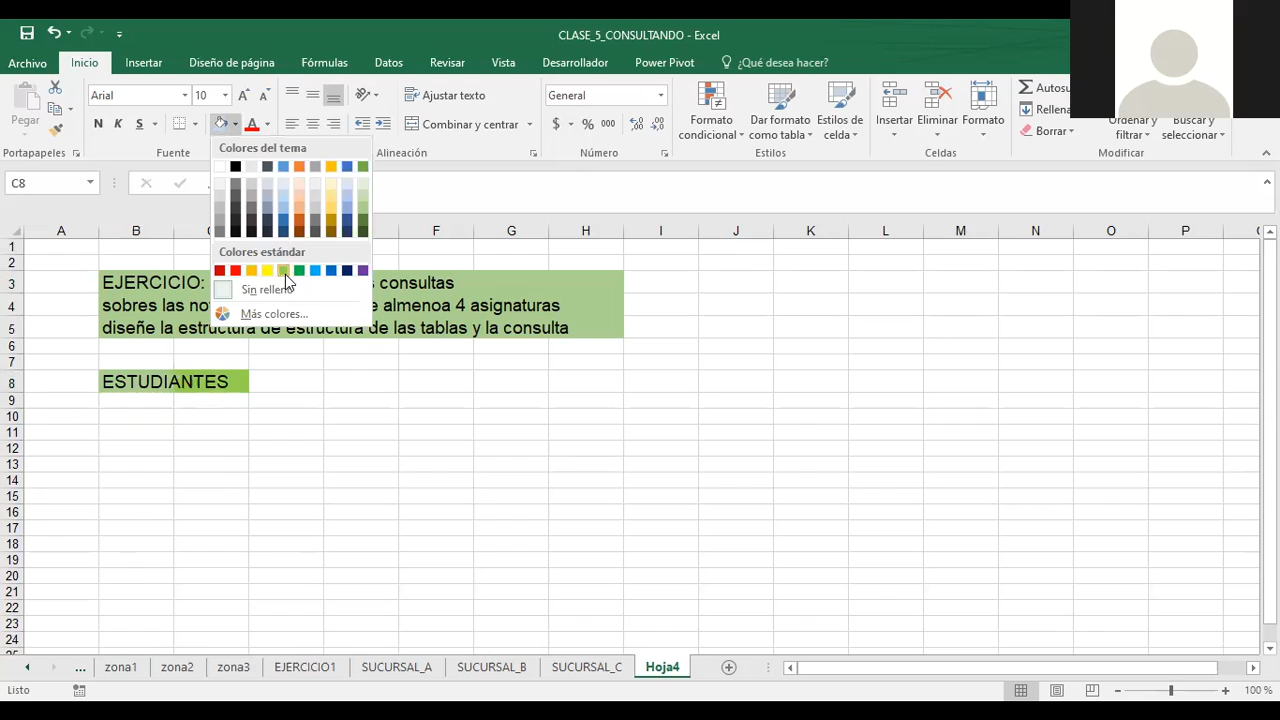 CLASE_5_CONSULTANDO - Excel
Archivo Inicio Insertar Diseño de página Fórmulas Datos Revisar Vista Desarrollador Power Pivot ¿Qué desea hacer?
Pegar
Arial 10
N K S
Ajustar texto
Combinar y centrar
General
$ % 000
Formato condicional
Dar formato como tabla
Estilos de celda
Insertar
Eliminar
Formato
Autosu
Rellena
Borrar
Ordenar y filtrar
Buscar y seleccionar
Portapapeles Fuente Alineación Número Estilos Celdas Modificar
C8
Colores del tema
Colores estándar
Sin relleno
Más colores...
A B F G H I J K L M N O P Q
1
2
3 EJERCICIO: consultas
4 sobres las no e almenoa 4 asignaturas
5 diseñe la estructura de estructura de las tablas y la consulta
6
7
8 ESTUDIANTES
9
10
11
12
13
14
15
16
17
18
19
20
21
22
23
24
... zona1 zona2 zona3 EJERCICIO1 SUCURSAL_A SUCURSAL_B SUCURSAL_C Hoja4
Listo 100 %